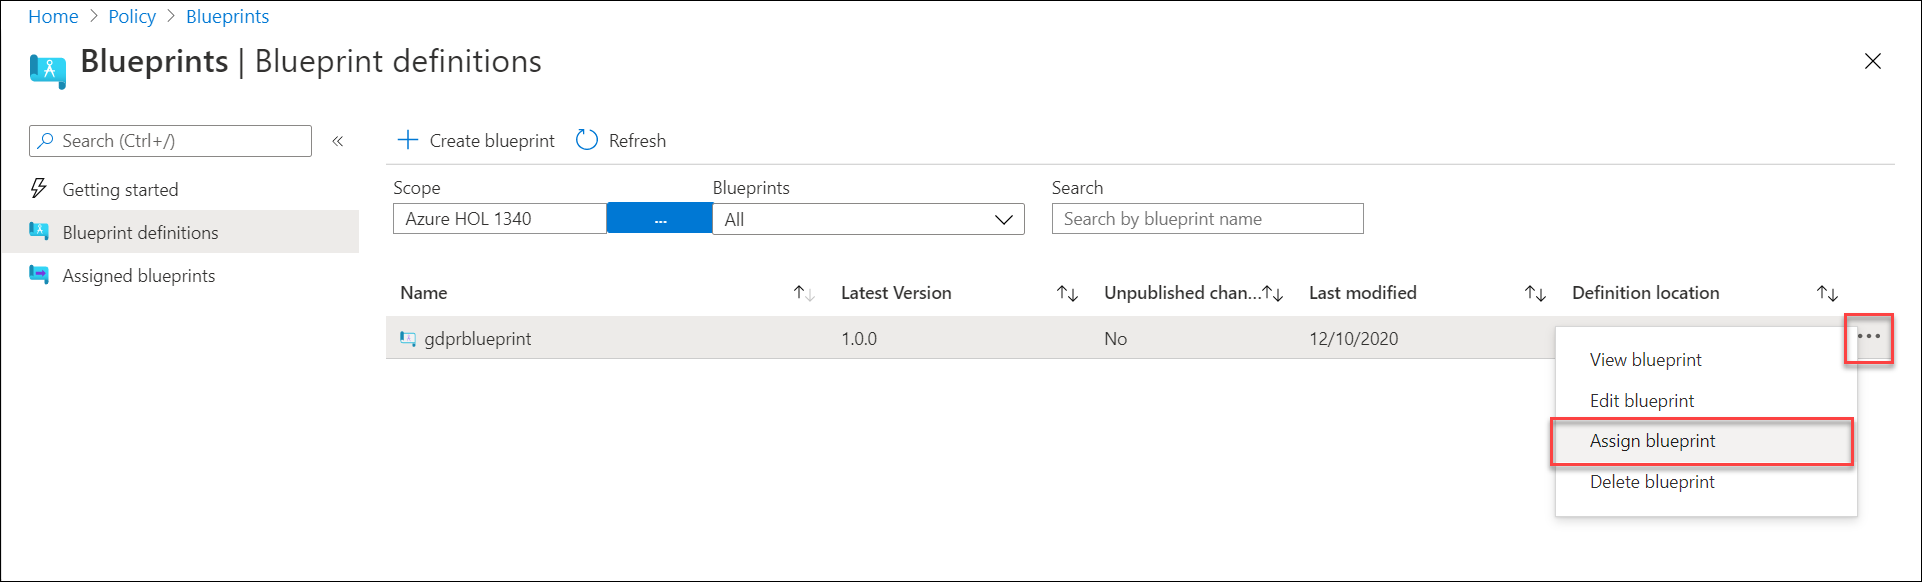 Home > Policy > Blueprints
Blueprints | Blueprint definitions
Search (Ctrl+/)
«
Getting started
Blueprint definitions
Assigned blueprints
Create blueprint Refresh
Scope Blueprints Search
Azure HOL 1340 ... All Search by blueprint name
Name Latest Version Unpublished chan... Last modified Definition location
gdprblueprint 1.0.0 No 12/10/2020 ...
View blueprint
Edit blueprint
Assign blueprint
Delete blueprint